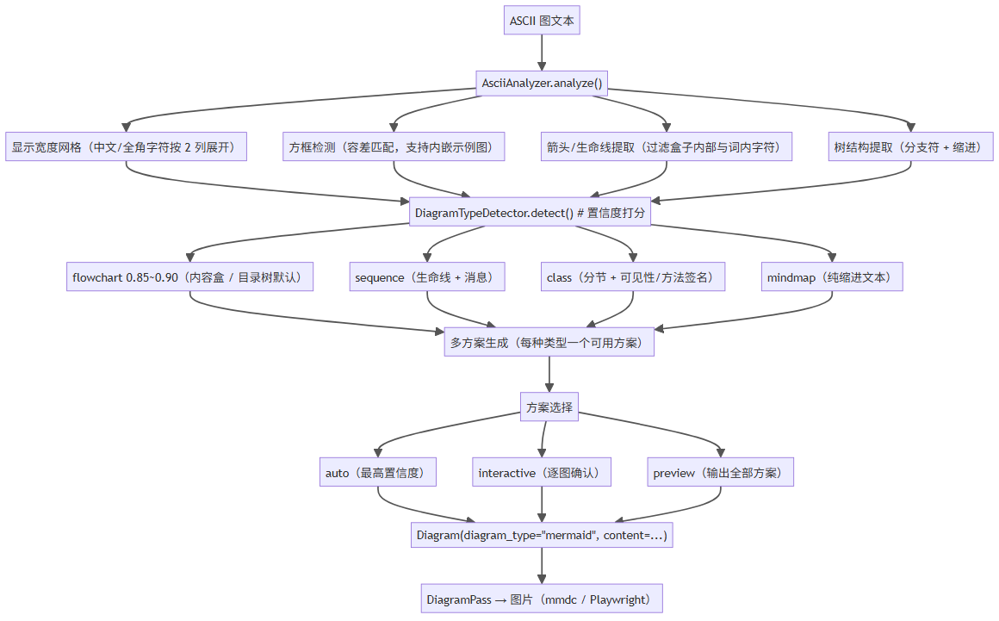 ASCII 图文本
AsciiAnalyzer.analyze()
显示宽度网格（中文/全角字符按 2 列展开）
方框检测（容差匹配，支持内嵌示例图）
箭头/生命线提取（过滤盒子内部与词内字符）
树结构提取（分支符 + 缩进）
DiagramTypeDetector.detect() # 置信度打分
flowchart 0.85~0.90（内容盒 / 目录树默认）
sequence（生命线 + 消息）
class（分节 + 可见性/方法签名）
mindmap（纯缩进文本）
多方案生成（每种类型一个可用方案）
方案选择
auto（最高置信度）
interactive（逐图确认）
preview（输出全部方案）
Diagram(diagram_type="mermaid", content=...)
DiagramPass → 图片（mmdc / Playwright）